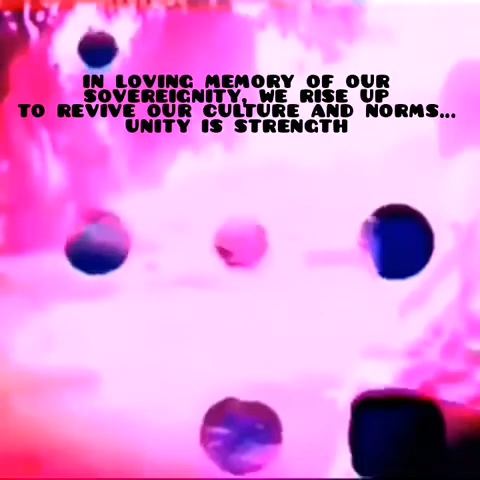 IN LOVING MEMORY OF OUR
SOVEREIGNITY, WE RISE UP
TO REVIVE OUR CULTURE AND NORMS...
UNITY IS STRENGTH